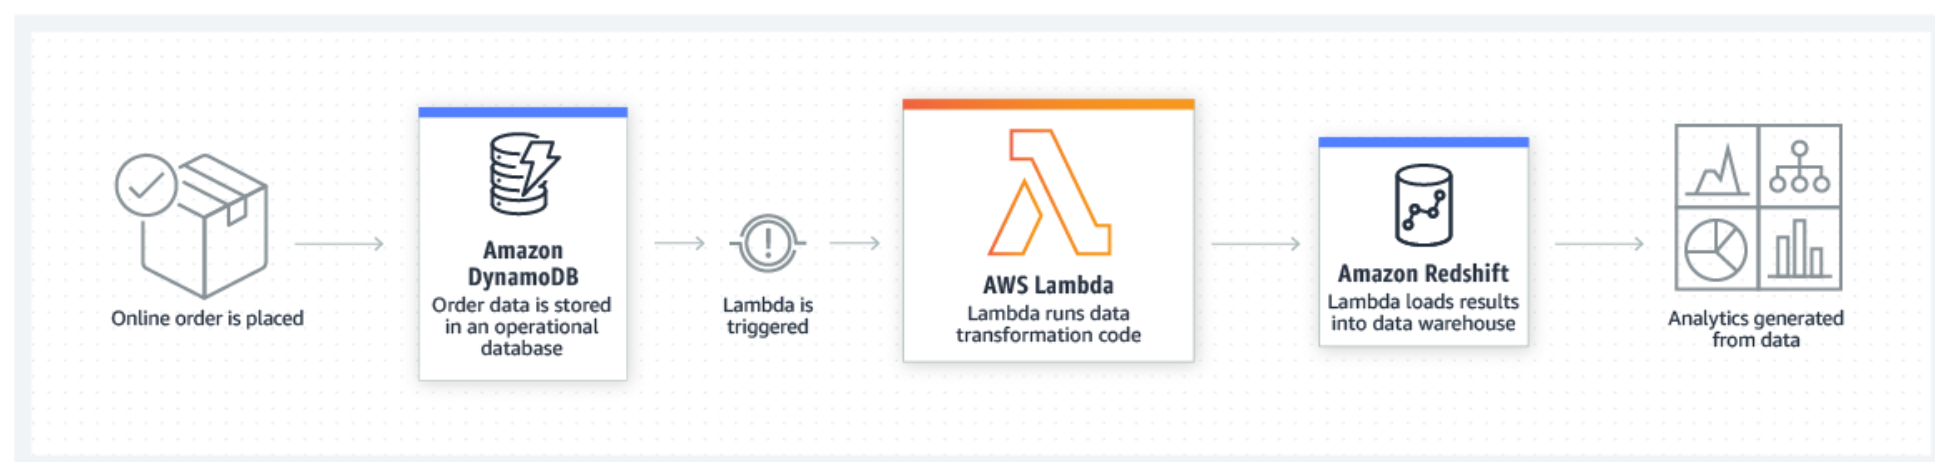 Online order is placed
Amazon
DynamoDB
Order data is stored
in an operational
database
Lambda is
triggered
AWS Lambda
Lambda runs data
transformation code
Amazon Redshift
Lambda loads results
into data warehouse
Analytics generated
from data